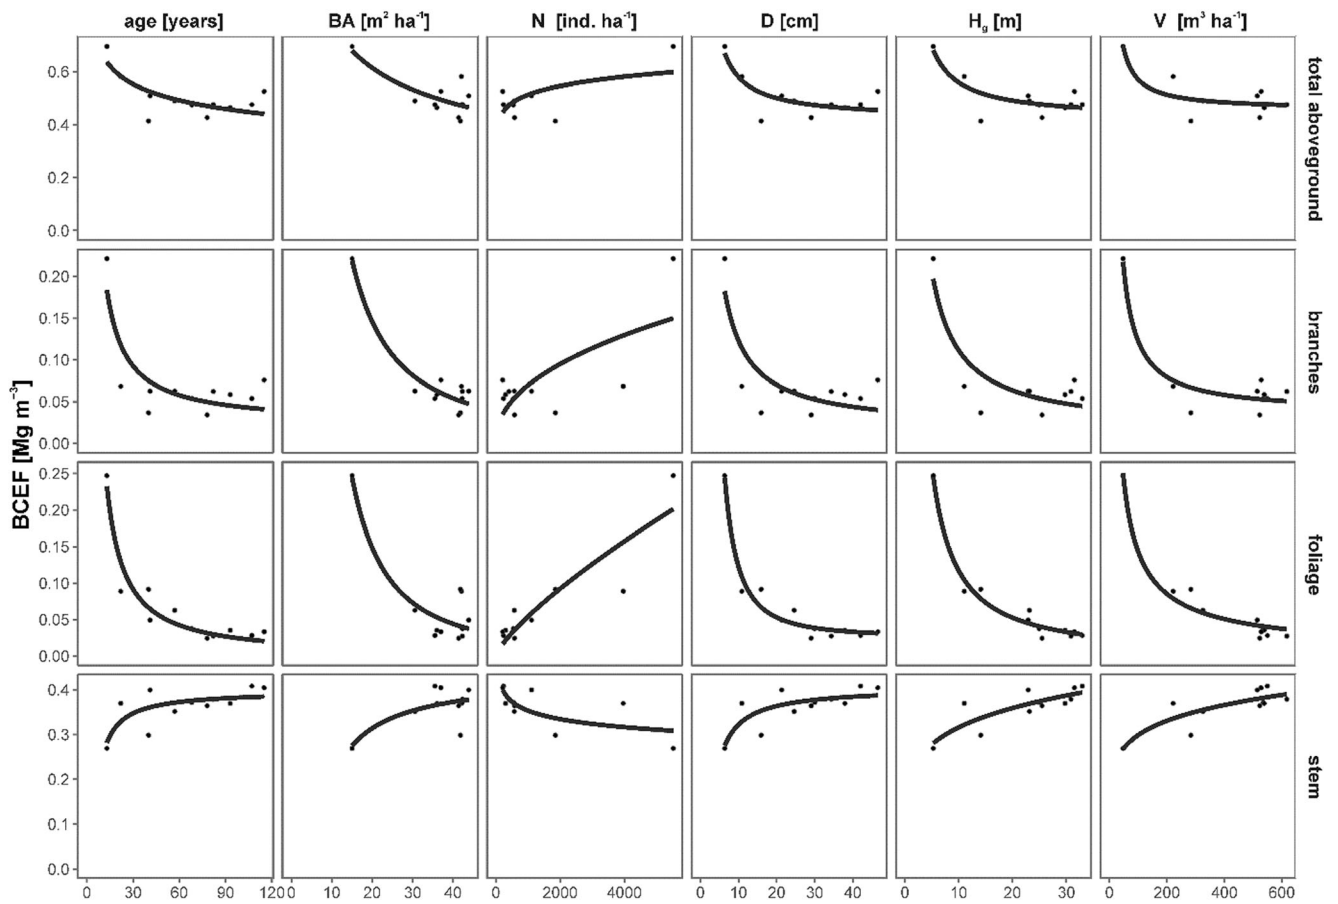 age [years] BA [m² ha⁻¹] N [ind. ha⁻¹] D [cm] Hg [m] V [m³ ha⁻¹]
0.6
0.4
0.2
0.0
total aboveground
0.20
0.15
0.10
0.05
0.00
branches
BCEF [Mg m⁻³]
0.25
0.20
0.15
0.10
0.05
0.00
foliage
0.4
0.3
0.2
0.1
0.0
stem
0 30 60 90 120 0 10 20 30 40 0 2000 4000 0 10 20 30 40 0 10 20 30 0 200 400 600